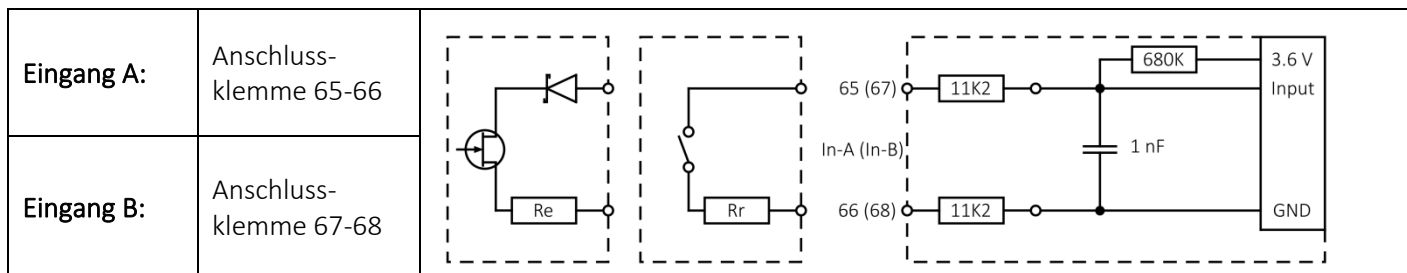 Eingang A:
Anschluss-
klemme 65-66
Eingang B:
Anschluss-
klemme 67-68
Re
Rr
65 (67)
In-A (In-B)
66 (68)
11K2
11K2
680K
1 nF
3.6 V
Input
GND